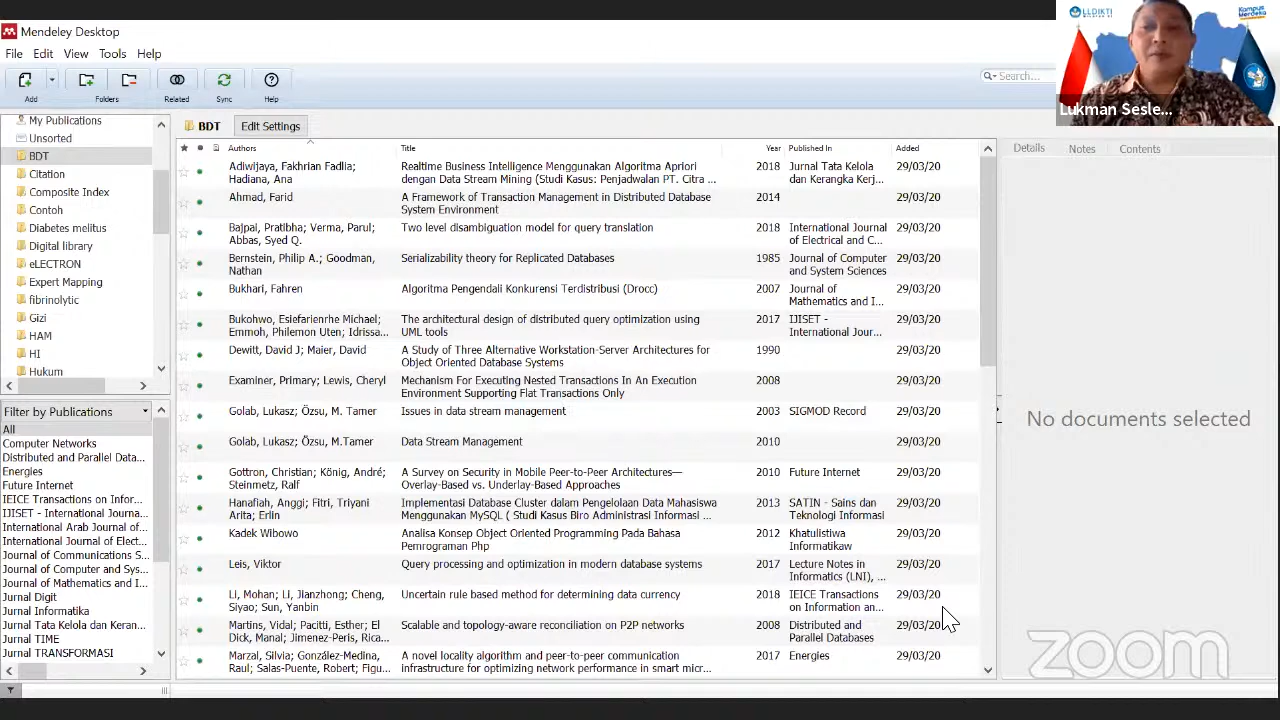 Mendeley Desktop
File Edit View Tools Help
Add Folders Related Sync Help
Search...
LLDIKTI
Kampus
Merdeka
Lukman Sesle...
My Publications
Unsorted
BDT
Citation
Composite Index
Contoh
Diabetes melitus
Digital library
eLECTRON
Expert Mapping
fibrinolytic
Gizi
HAM
HI
Hukum
Filter by Publications
All
Computer Networks
Distributed and Parallel Data...
Energies
Future Internet
IEICE Transactions on Infor...
IJISET - International Journa...
International Arab Journal of...
International Journal of Elect...
Journal of Communications S...
Journal of Computer and Sys...
Journal of Mathematics and I...
Jurnal Digit
Jurnal Informatika
Jurnal Tata Kelola dan Keran...
Jurnal TIME
Jurnal TRANSFORMASI
BDT Edit Settings
Authors Title Year Published In Added
Adiwijaya, Fakhrian Fadlia; Realtime Business Intelligence Menggunakan Algoritma Apriori 2018 Jurnal Tata Kelola 29/03/20
Hadiana, Ana dengan Data Stream Mining (Studi Kasus: Penjadwalan PT. Citra ... dan Kerangka Kerj...
Ahmad, Farid A Framework of Transaction Management in Distributed Database 2014 29/03/20
System Environment
Bajpai, Pratibha; Verma, Parul; Two level disambiguation model for query translation 2018 International Journal 29/03/20
Abbas, Syed Q. of Electrical and C...
Bernstein, Philip A.; Goodman, Serializability theory for Replicated Databases 1985 Journal of Computer 29/03/20
Nathan and System Sciences
Bukhari, Fahren Algoritma Pengendali Konkurensi Terdistribusi (Drocc) 2007 Journal of 29/03/20
Mathematics and I...
Bukohwo, Esiefarienrhe Michael; The architectural design of distributed query optimization using 2017 IJISET - 29/03/20
Emmoh, Philemon Uten; Idrissa... UML tools International Jour...
Dewitt, David J; Maier, David A Study of Three Alternative Workstation-Server Architectures for 1990 29/03/20
Object Oriented Database Systems
Examiner, Primary; Lewis, Cheryl Mechanism For Executing Nested Transactions In An Execution 2008 29/03/20
Environment Supporting Flat Transactions Only
Golab, Lukasz; Özsu, M. Tamer Issues in data stream management 2003 SIGMOD Record 29/03/20
Golab, Lukasz; Özsu, M.Tamer Data Stream Management 2010 29/03/20
Gottron, Christian; König, André; A Survey on Security in Mobile Peer-to-Peer Architectures— 2010 Future Internet 29/03/20
Steinmetz, Ralf Overlay-Based vs. Underlay-Based Approaches
Hanafiah, Anggi; Fitri, Triyani Implementasi Database Cluster dalam Pengelolaan Data Mahasiswa 2013 SATIN - Sains dan 29/03/20
Arita; Erlin Menggunakan MySQL ( Studi Kasus Biro Administrasi Informasi ... Teknologi Informasi
Kadek Wibowo Analisa Konsep Object Oriented Programming Pada Bahasa 2012 Khatulistiwa 29/03/20
Pemrograman Php Informatikaw
Leis, Viktor Query processing and optimization in modern database systems 2017 Lecture Notes in 29/03/20
Informatics (LNI), ...
Li, Mohan; Li, Jianzhong; Cheng, Uncertain rule based method for determining data currency 2018 IEICE Transactions 29/03/20
Siyao; Sun, Yanbin on Information an...
Martins, Vidal; Pacitti, Esther; El Scalable and topology-aware reconciliation on P2P networks 2008 Distributed and 29/03/20
Dick, Manal; Jimenez-Peris, Rica... Parallel Databases
Marzal, Silvia; González-Medina, A novel locality algorithm and peer-to-peer communication 2017 Energies 29/03/20
Raul; Salas-Puente, Robert; Figu... infrastructure for optimizing network performance in smart micr...
Details Notes Contents
No documents selected
zoom